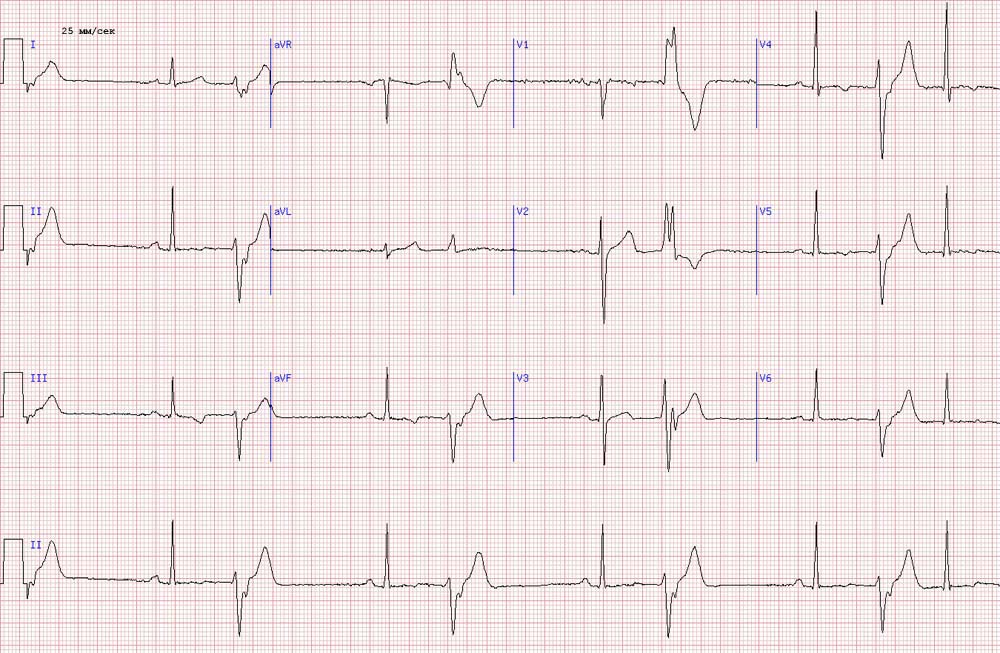 25 мм/сек
I aVR V1 V4
II aVL V2 V5
III aVF V3 V6
II